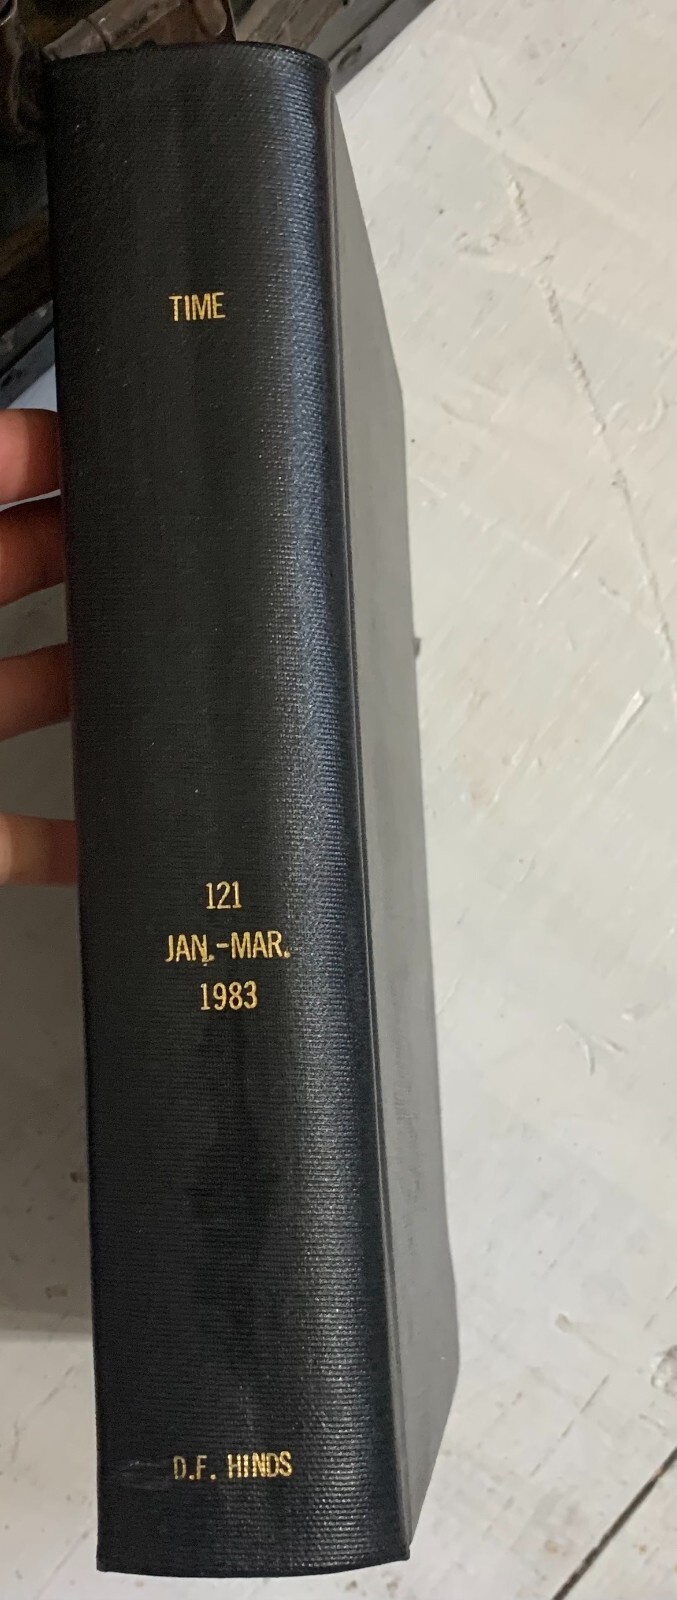 TIME
121
JAN.-MAR.
1983
D.F. HINDS